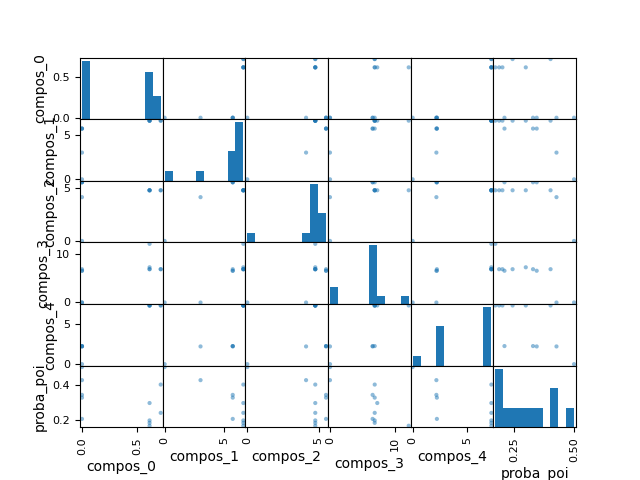 compos_0
0.5
0.0
compos_1
5
0
compos_2
5
0
compos_3
10
0
compos_4
5
0
proba_poi
0.4
0.2
0.0 0.5 0 5 0 5 0 10 0 5 0.25 0.50
compos_0 compos_1 compos_2 compos_3 compos_4 proba_poi